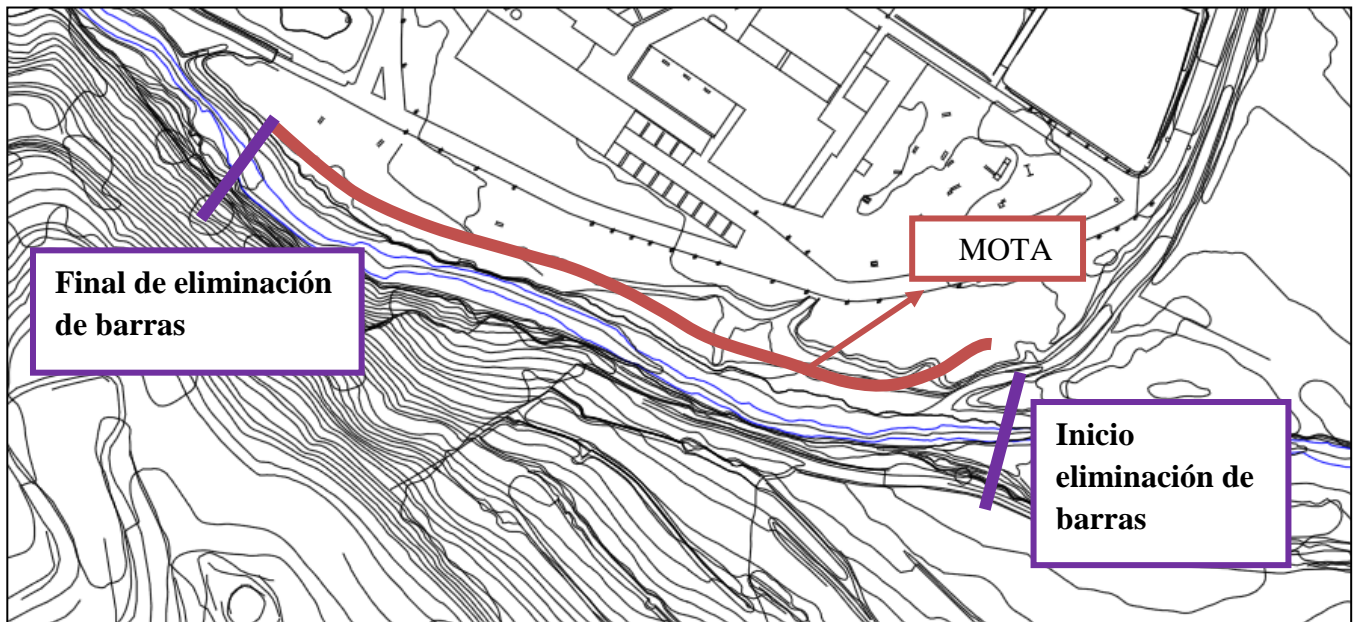 MOTA
Final de eliminación
de barras
Inicio
eliminación de
barras